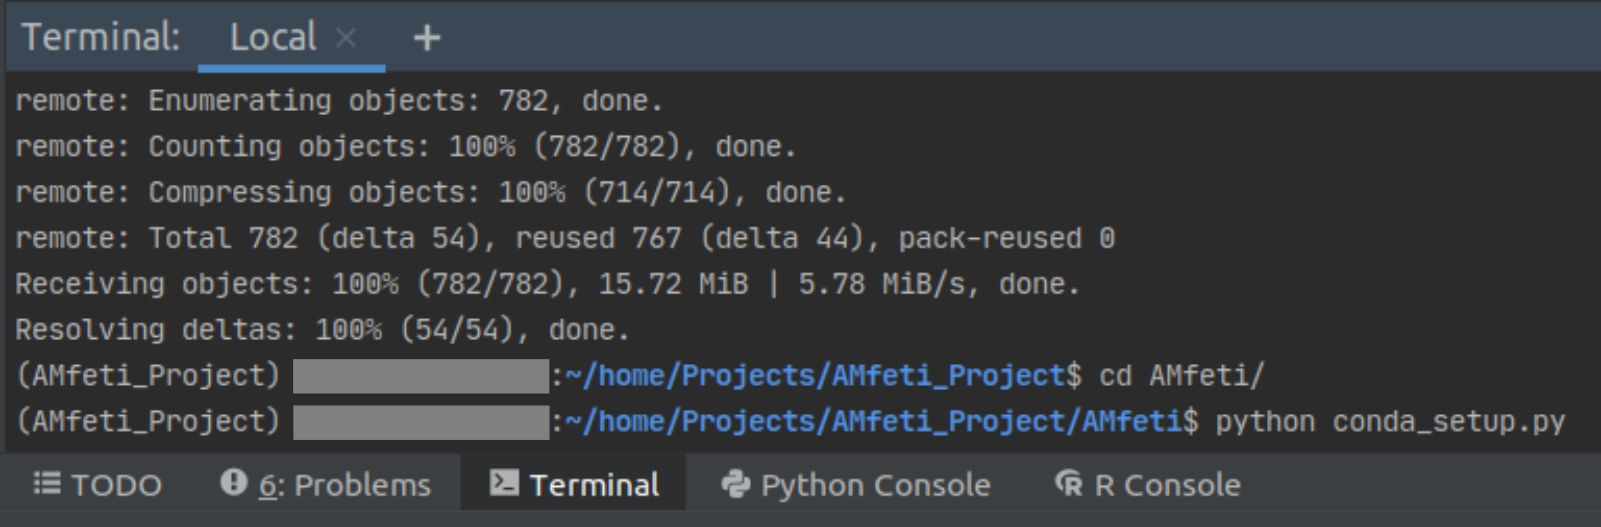 Terminal: Local × +
remote: Enumerating objects: 782, done.
remote: Counting objects: 100% (782/782), done.
remote: Compressing objects: 100% (714/714), done.
remote: Total 782 (delta 54), reused 767 (delta 44), pack-reused 0
Receiving objects: 100% (782/782), 15.72 MiB | 5.78 MiB/s, done.
Resolving deltas: 100% (54/54), done.
(AMfeti_Project) :~/home/Projects/AMfeti_Project$ cd AMfeti/
(AMfeti_Project) :~/home/Projects/AMfeti_Project/AMfeti$ python conda_setup.py
TODO 6: Problems Terminal Python Console R Console